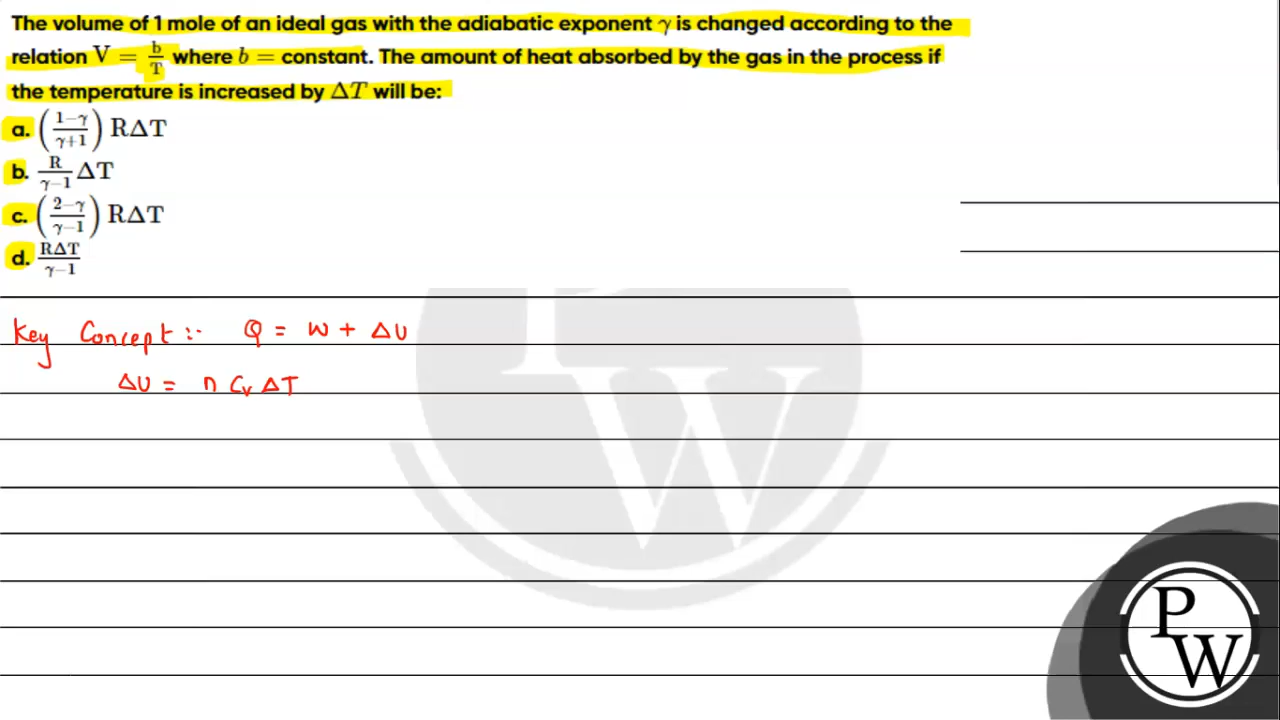 The volume of 1 mole of an ideal gas with the adiabatic exponent γ is changed according to the
relation V = b/T where b = constant. The amount of heat absorbed by the gas in the process if
the temperature is increased by ΔT will be:
a. ((1−γ)/(γ+1)) RΔT
b. R/(γ−1) ΔT
c. ((2−γ)/(γ−1)) RΔT
d. RΔT/(γ−1)
Key Concept :- Q = W + ΔU
ΔU = n Cv ΔT
PW
PW